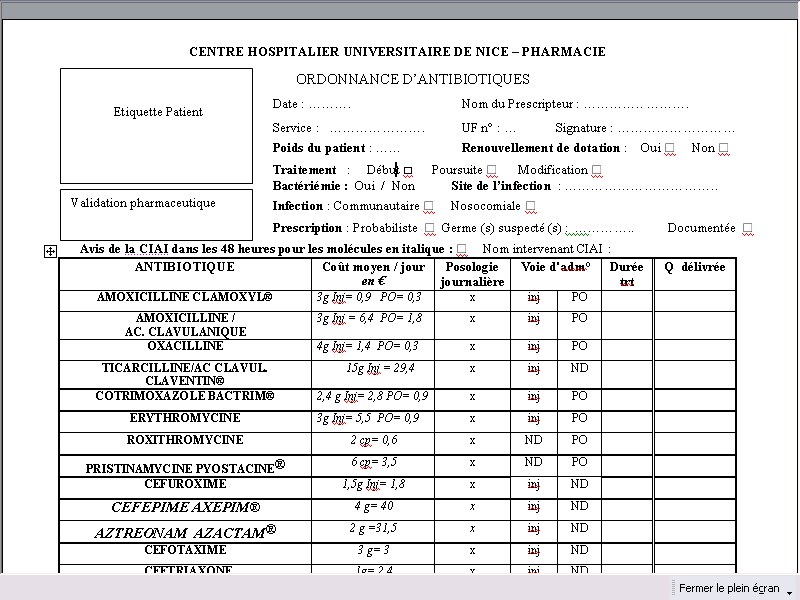 CENTRE HOSPITALIER UNIVERSITAIRE DE NICE – PHARMACIE
ORDONNANCE D'ANTIBIOTIQUES
Etiquette Patient
Date : ……….
Nom du Prescripteur : ……………………….
Service : …………………….
UF n° : …
Signature : …………………………
Poids du patient : ……
Renouvellement de dotation : Oui ☐ Non ☐
Traitement : Début ☐ Poursuite ☐ Modification ☐
Bactériémie : Oui / Non
Site de l'infection : ………………………………..
Validation pharmaceutique
Infection : Communautaire ☐ Nosocomiale ☐
Prescription : Probabiliste ☐ Germe (s) suspecté (s) : …………….. Documentée ☐
Avis de la CIAI dans les 48 heures pour les molécules en italique : ☐ Nom intervenant CIAI :
ANTIBIOTIQUE Coût moyen / jour en € Posologie journalière Voie d'adm° Durée trt Q délivrée
AMOXICILLINE CLAMOXYL® 3g Inj= 0,9 PO= 0,3 x inj PO
AMOXICILLINE / AC. CLAVULANIQUE 3g Inj = 6,4 PO= 1,8 x inj PO
OXACILLINE 4g Inj= 1,4 PO= 0,3 x inj PO
TICARCILLINE/AC CLAVUL. CLAVENTIN® 15g Inj = 29,4 x inj ND
COTRIMOXAZOLE BACTRIM® 2,4 g Inj= 2,8 PO= 0,9 x inj PO
ERYTHROMYCINE 3g Inj= 5,5 PO= 0,9 x inj PO
ROXITHROMYCINE 2 cp= 0,6 x ND PO
PRISTINAMYCINE PYOSTACINE® 6 cp= 3,5 x ND PO
CEFUROXIME 1,5g Inj= 1,8 x inj ND
CEFEPIME AXEPIM® 4 g= 40 x inj ND
AZTREONAM AZACTAM® 2 g =31,5 x inj ND
CEFOTAXIME 3 g= 3 x inj ND
CEFTRIAXONE 1g= 2,4 x inj ND
Fermer le plein écran